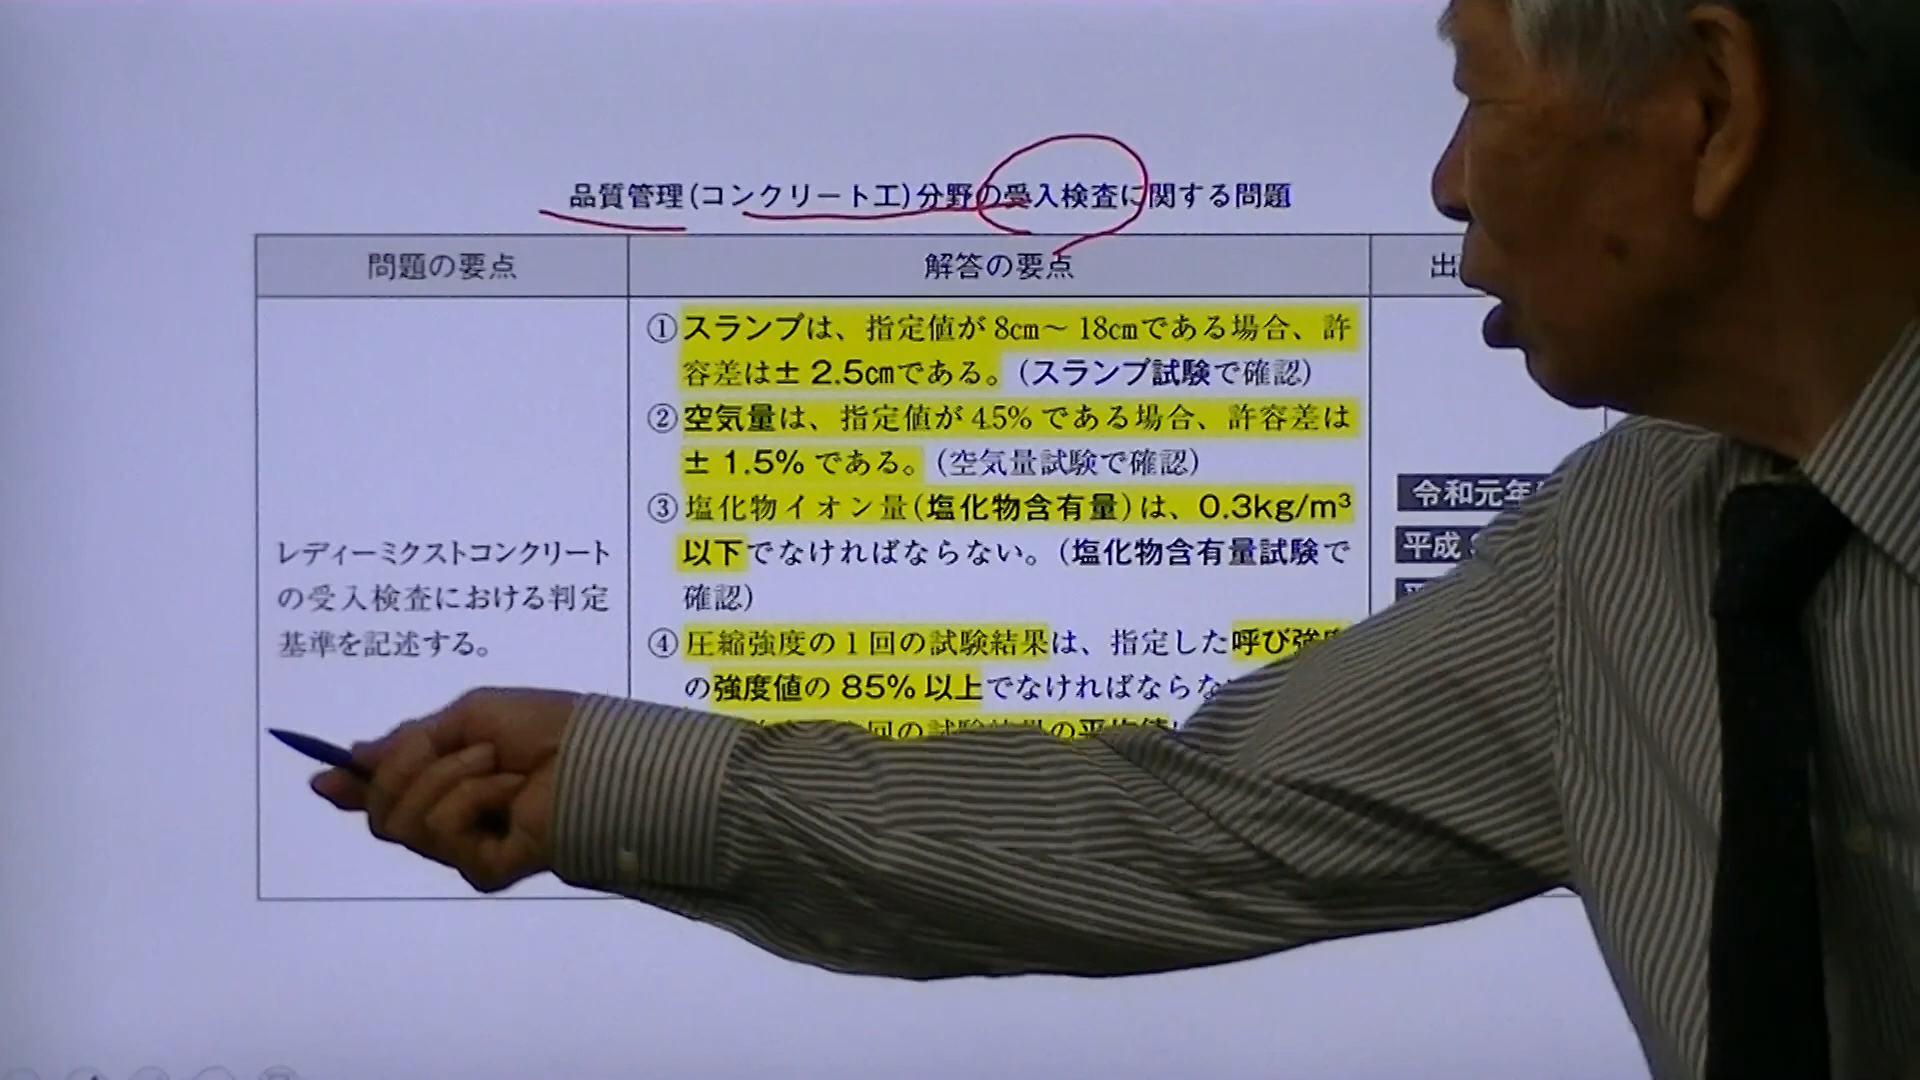 品質管理(コンクリート工)分野の受入検査に関する問題
問題の要点
解答の要点
出
レディーミクストコンクリート
の受入検査における判定
基準を記述する。
①スランプは、指定値が8cm～18cmである場合、許
容差は±2.5cmである。(スランプ試験で確認)
②空気量は、指定値が4.5%である場合、許容差は
±1.5%である。(空気量試験で確認)
③塩化物イオン量(塩化物含有量)は、0.3kg/m³
以下でなければならない。(塩化物含有量試験で
確認)
④圧縮強度の1回の試験結果は、指定した呼び強度
の強度値の85%以上でなければならな
回の試験結果の平均値
令和元年
平成